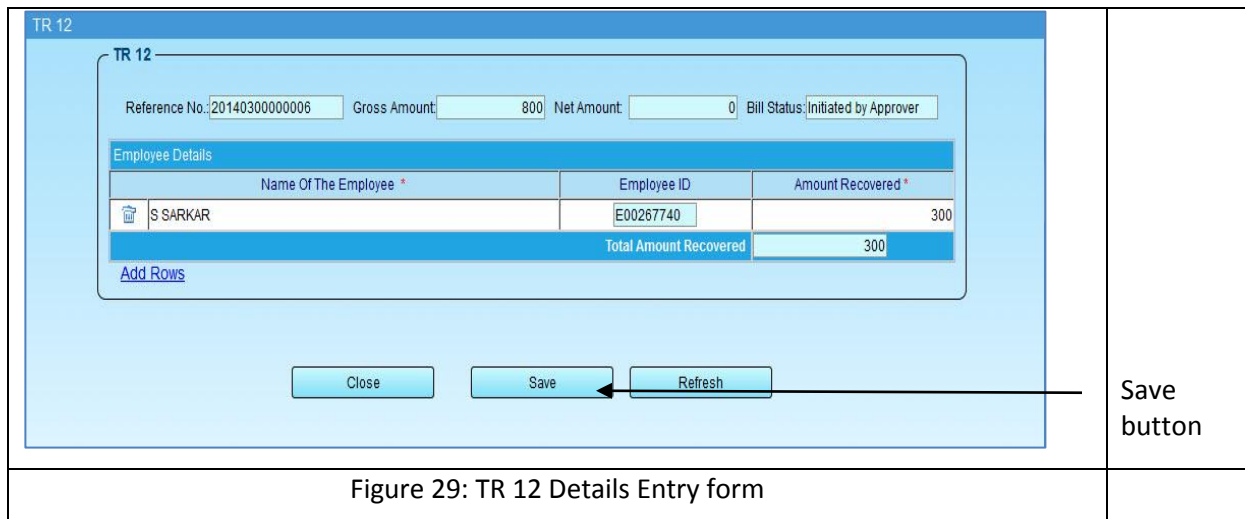 TR 12
TR 12
Reference No.: 20140300000006 Gross Amount: 800 Net Amount: 0 Bill Status: Initiated by Approver
Employee Details
Name Of The Employee * Employee ID Amount Recovered *
S SARKAR E00267740 300
Total Amount Recovered 300
Add Rows
Close Save Refresh
Save
button
Figure 29: TR 12 Details Entry form